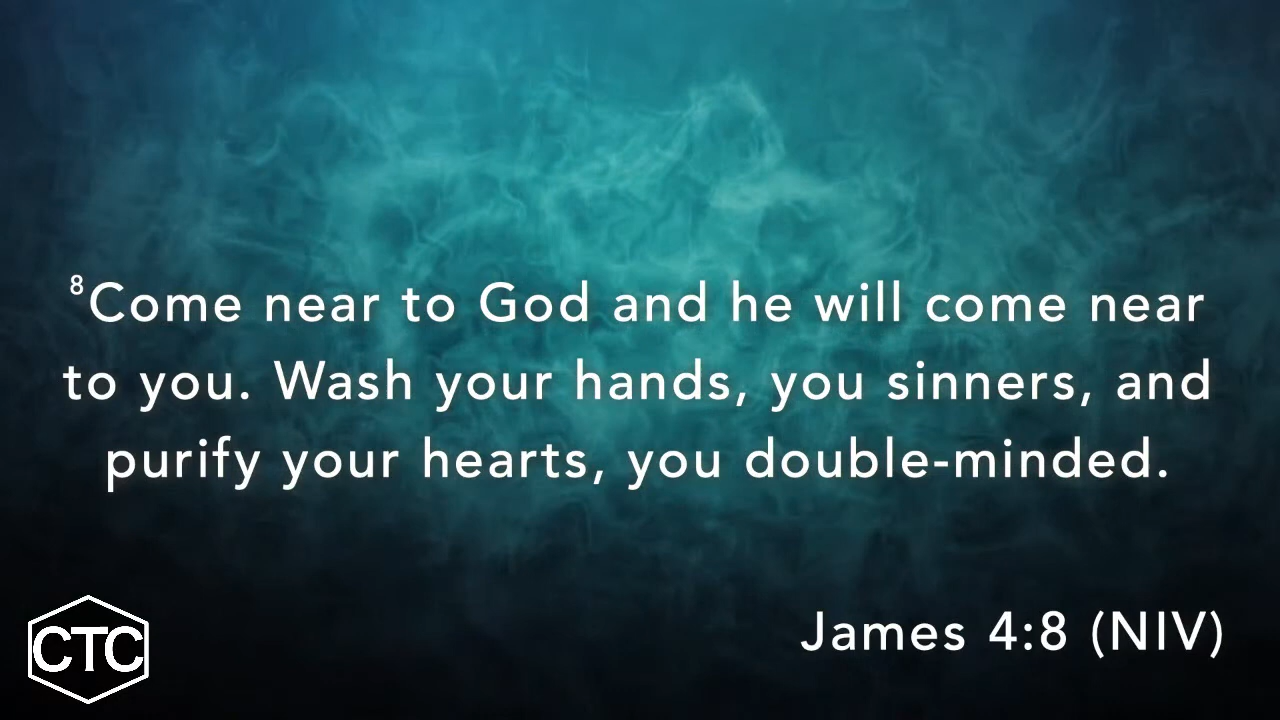 ⁸Come near to God and he will come near
to you. Wash your hands, you sinners, and
purify your hearts, you double-minded.
James 4:8 (NIV)
CTC